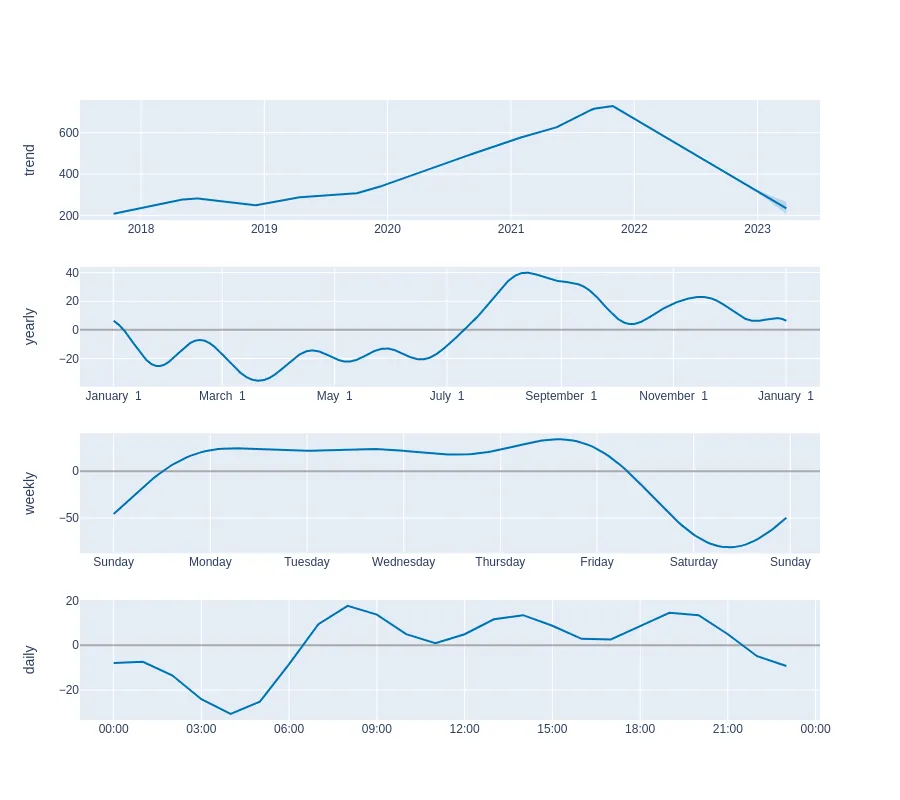 trend
600
400
200
2018 2019 2020 2021 2022 2023
yearly
40
20
0
−20
January 1 March 1 May 1 July 1 September 1 November 1 January 1
weekly
0
−50
Sunday Monday Tuesday Wednesday Thursday Friday Saturday Sunday
daily
20
0
−20
00:00 03:00 06:00 09:00 12:00 15:00 18:00 21:00 00:00